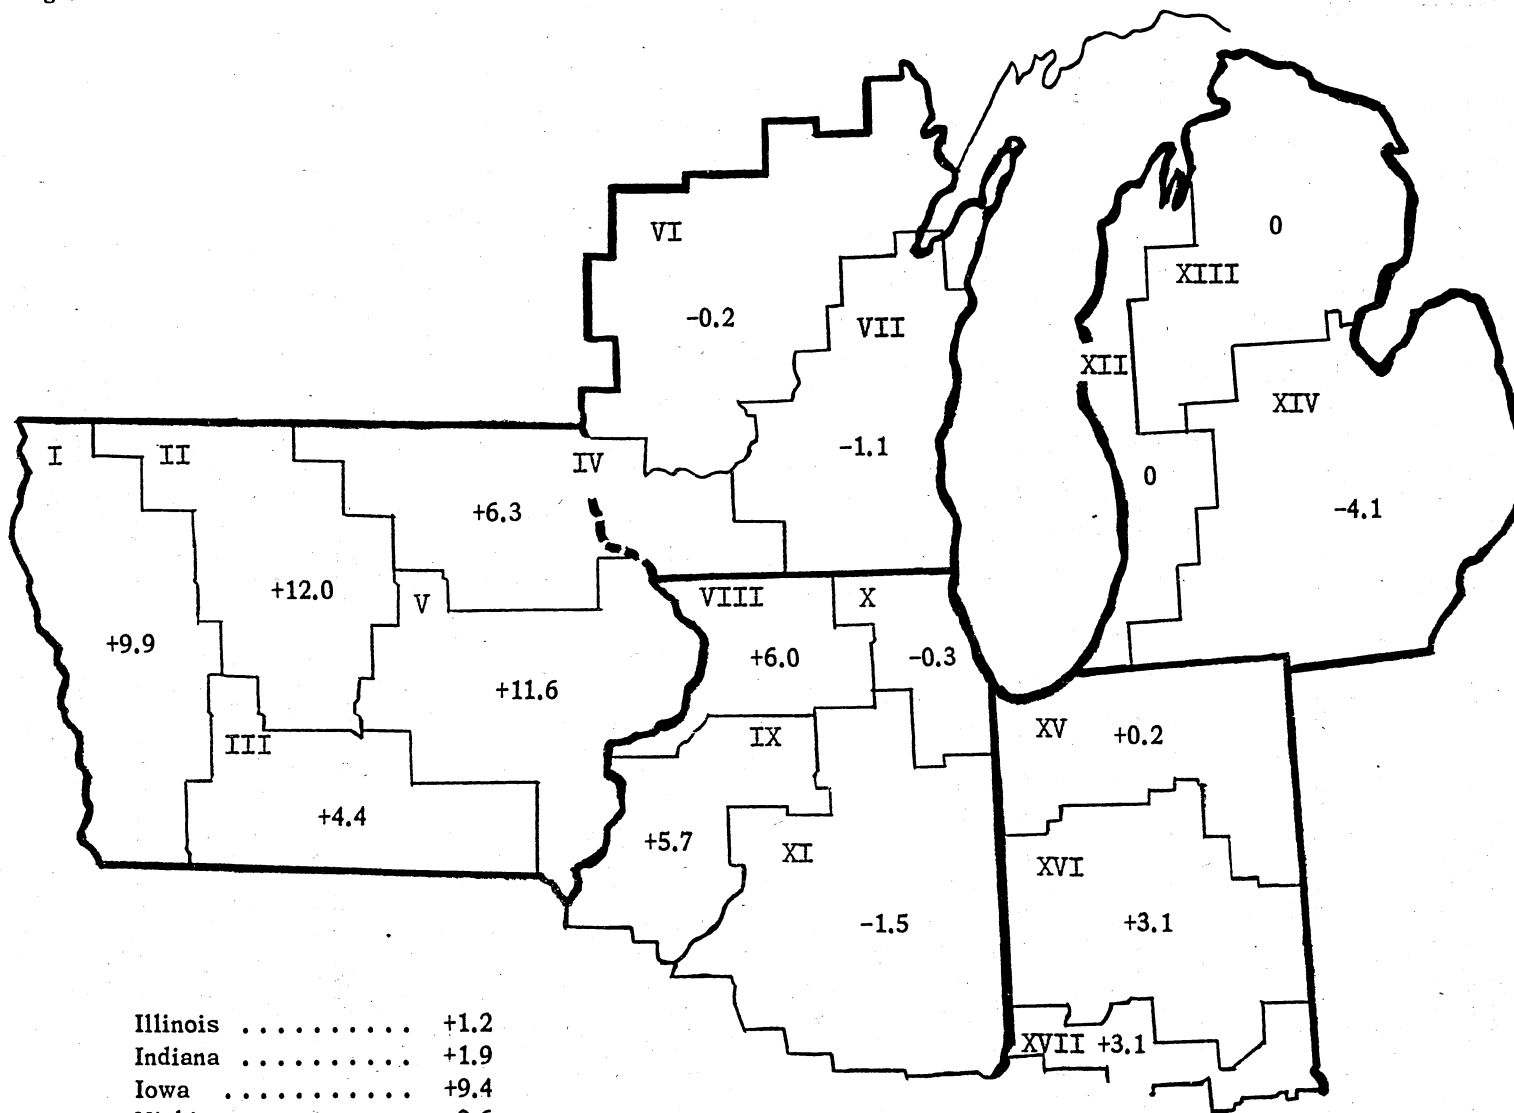 0
VI
XIII
-0.2
VII
XII
XIV
I
II
IV
-1.1
0
+6.3
-4.1
+12.0
V
VIII
X
+9.9
+6.0
-0.3
+11.6
III
IX
XV
+0.2
+4.4
+5.7
XI
XVI
-1.5
+3.1
XVII +3.1
Illinois . . . . . . . . . . +1.2
Indiana . . . . . . . . . . +1.9
Iowa . . . . . . . . . . . +9.4